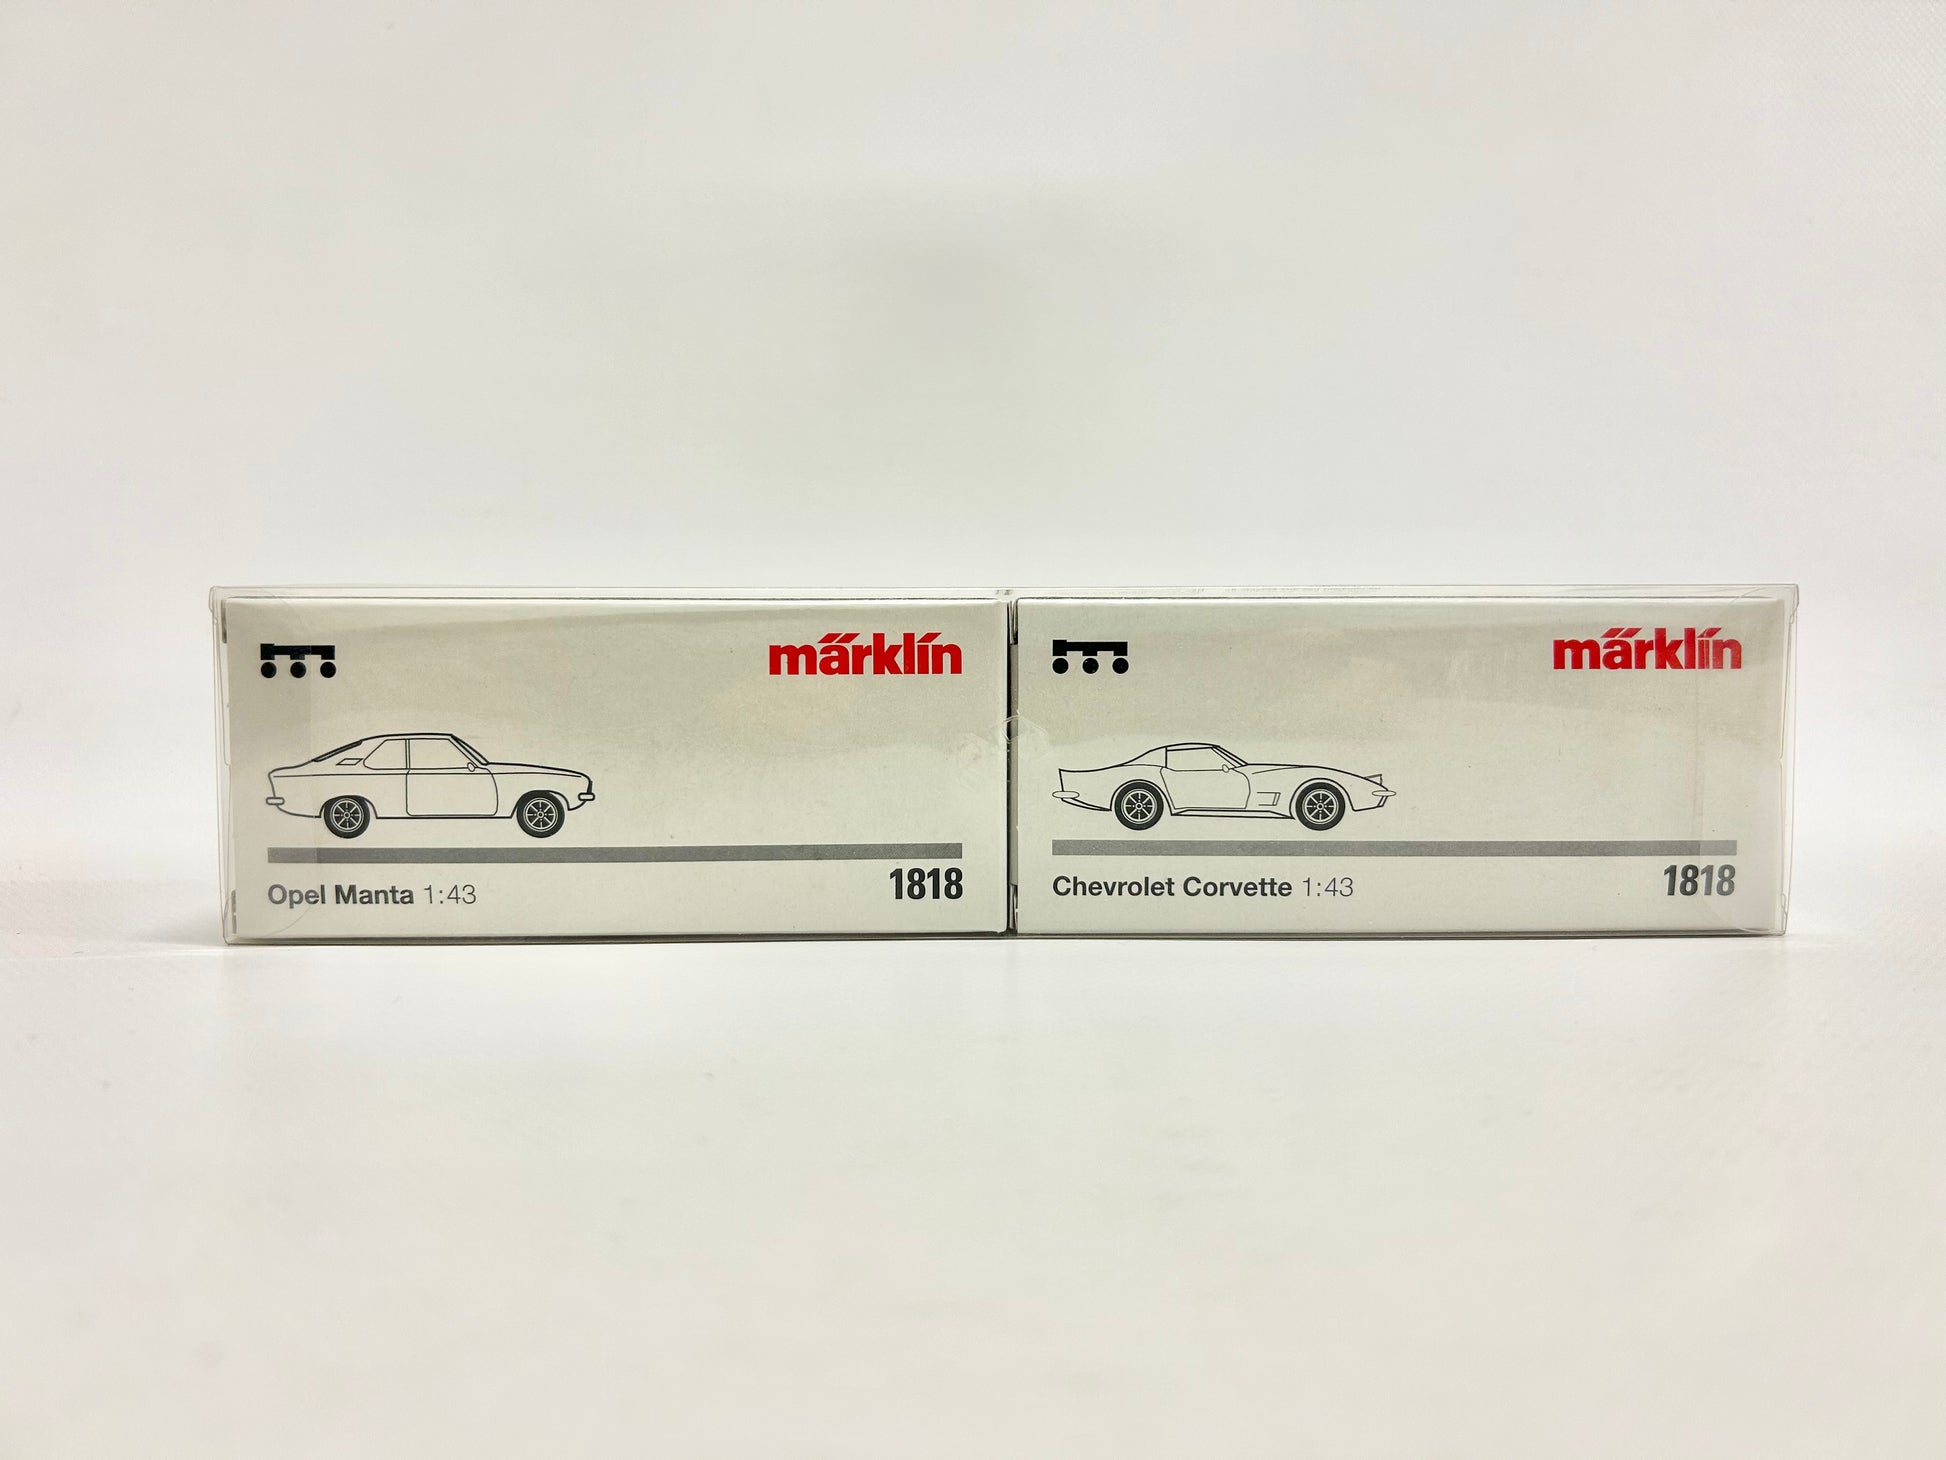 märklin
Opel Manta 1:43
1818
märklin
Chevrolet Corvette 1:43
1818